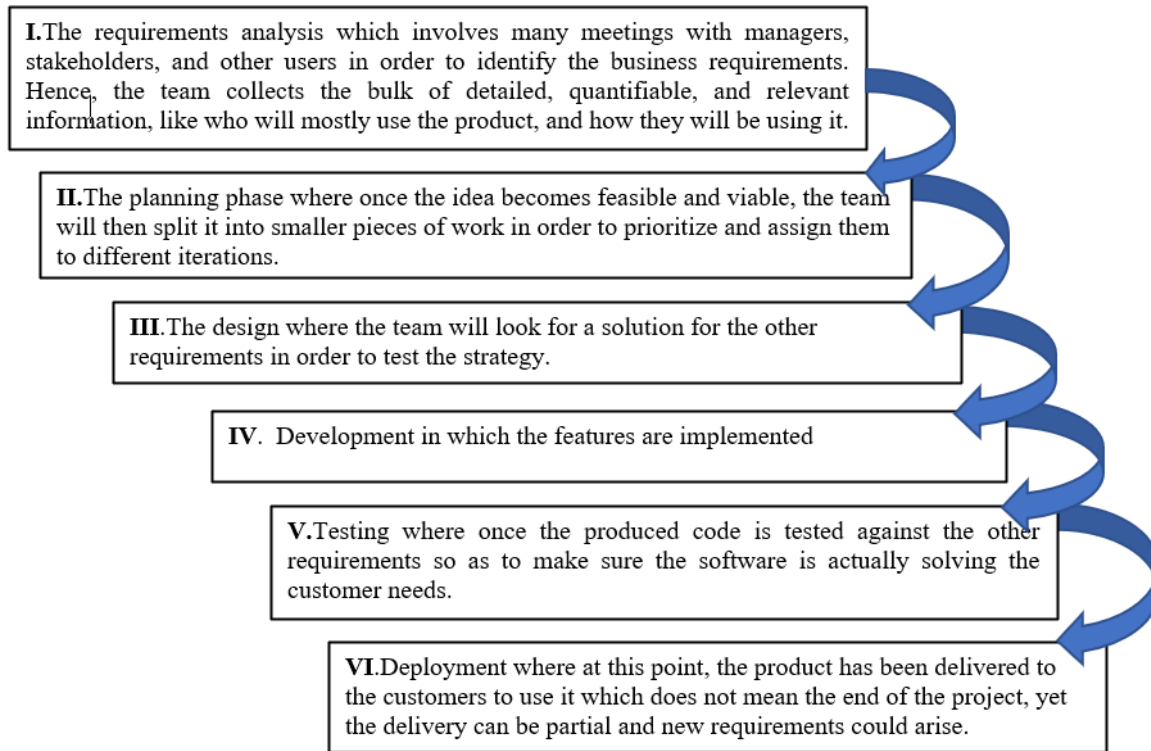 I.The requirements analysis which involves many meetings with managers,
stakeholders, and other users in order to identify the business requirements.
Hence, the team collects the bulk of detailed, quantifiable, and relevant
information, like who will mostly use the product, and how they will be using it.
II.The planning phase where once the idea becomes feasible and viable, the team
will then split it into smaller pieces of work in order to prioritize and assign them
to different iterations.
III.The design where the team will look for a solution for the other
requirements in order to test the strategy.
IV. Development in which the features are implemented
V.Testing where once the produced code is tested against the other
requirements so as to make sure the software is actually solving the
customer needs.
VI.Deployment where at this point, the product has been delivered to
the customers to use it which does not mean the end of the project, yet
the delivery can be partial and new requirements could arise.